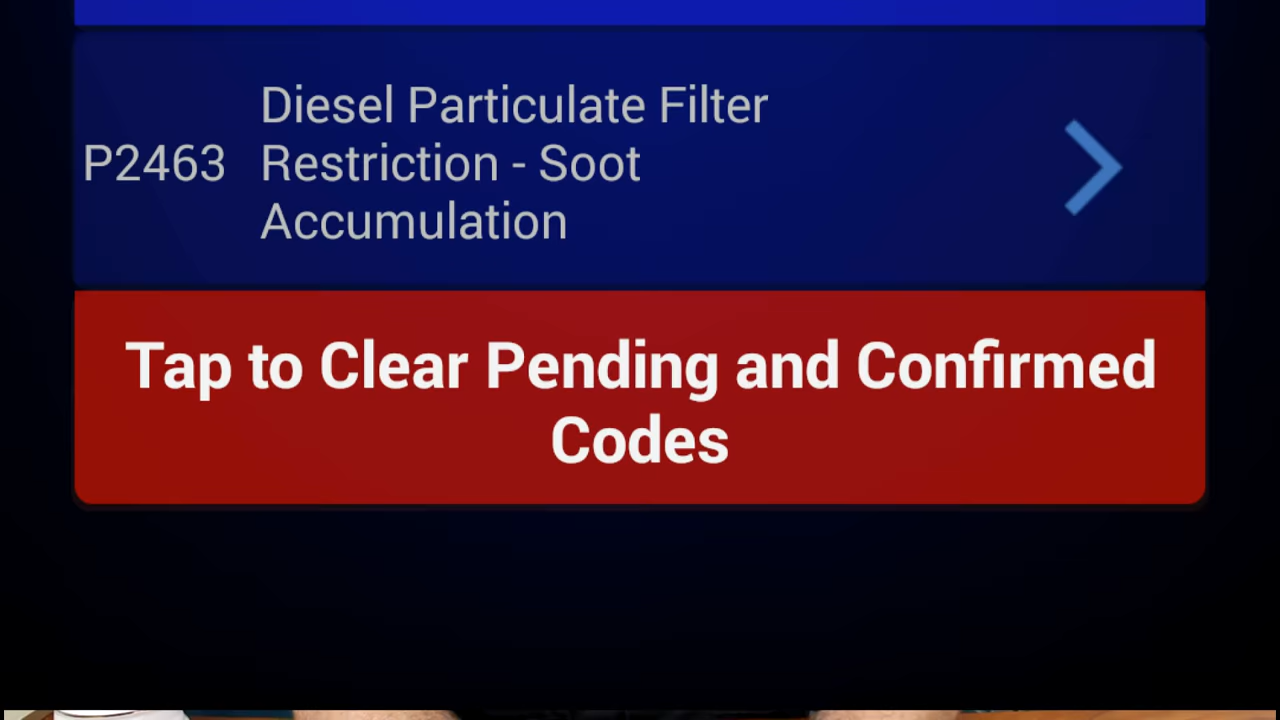 Diesel Particulate Filter
P2463 Restriction - Soot
Accumulation
Tap to Clear Pending and Confirmed
Codes